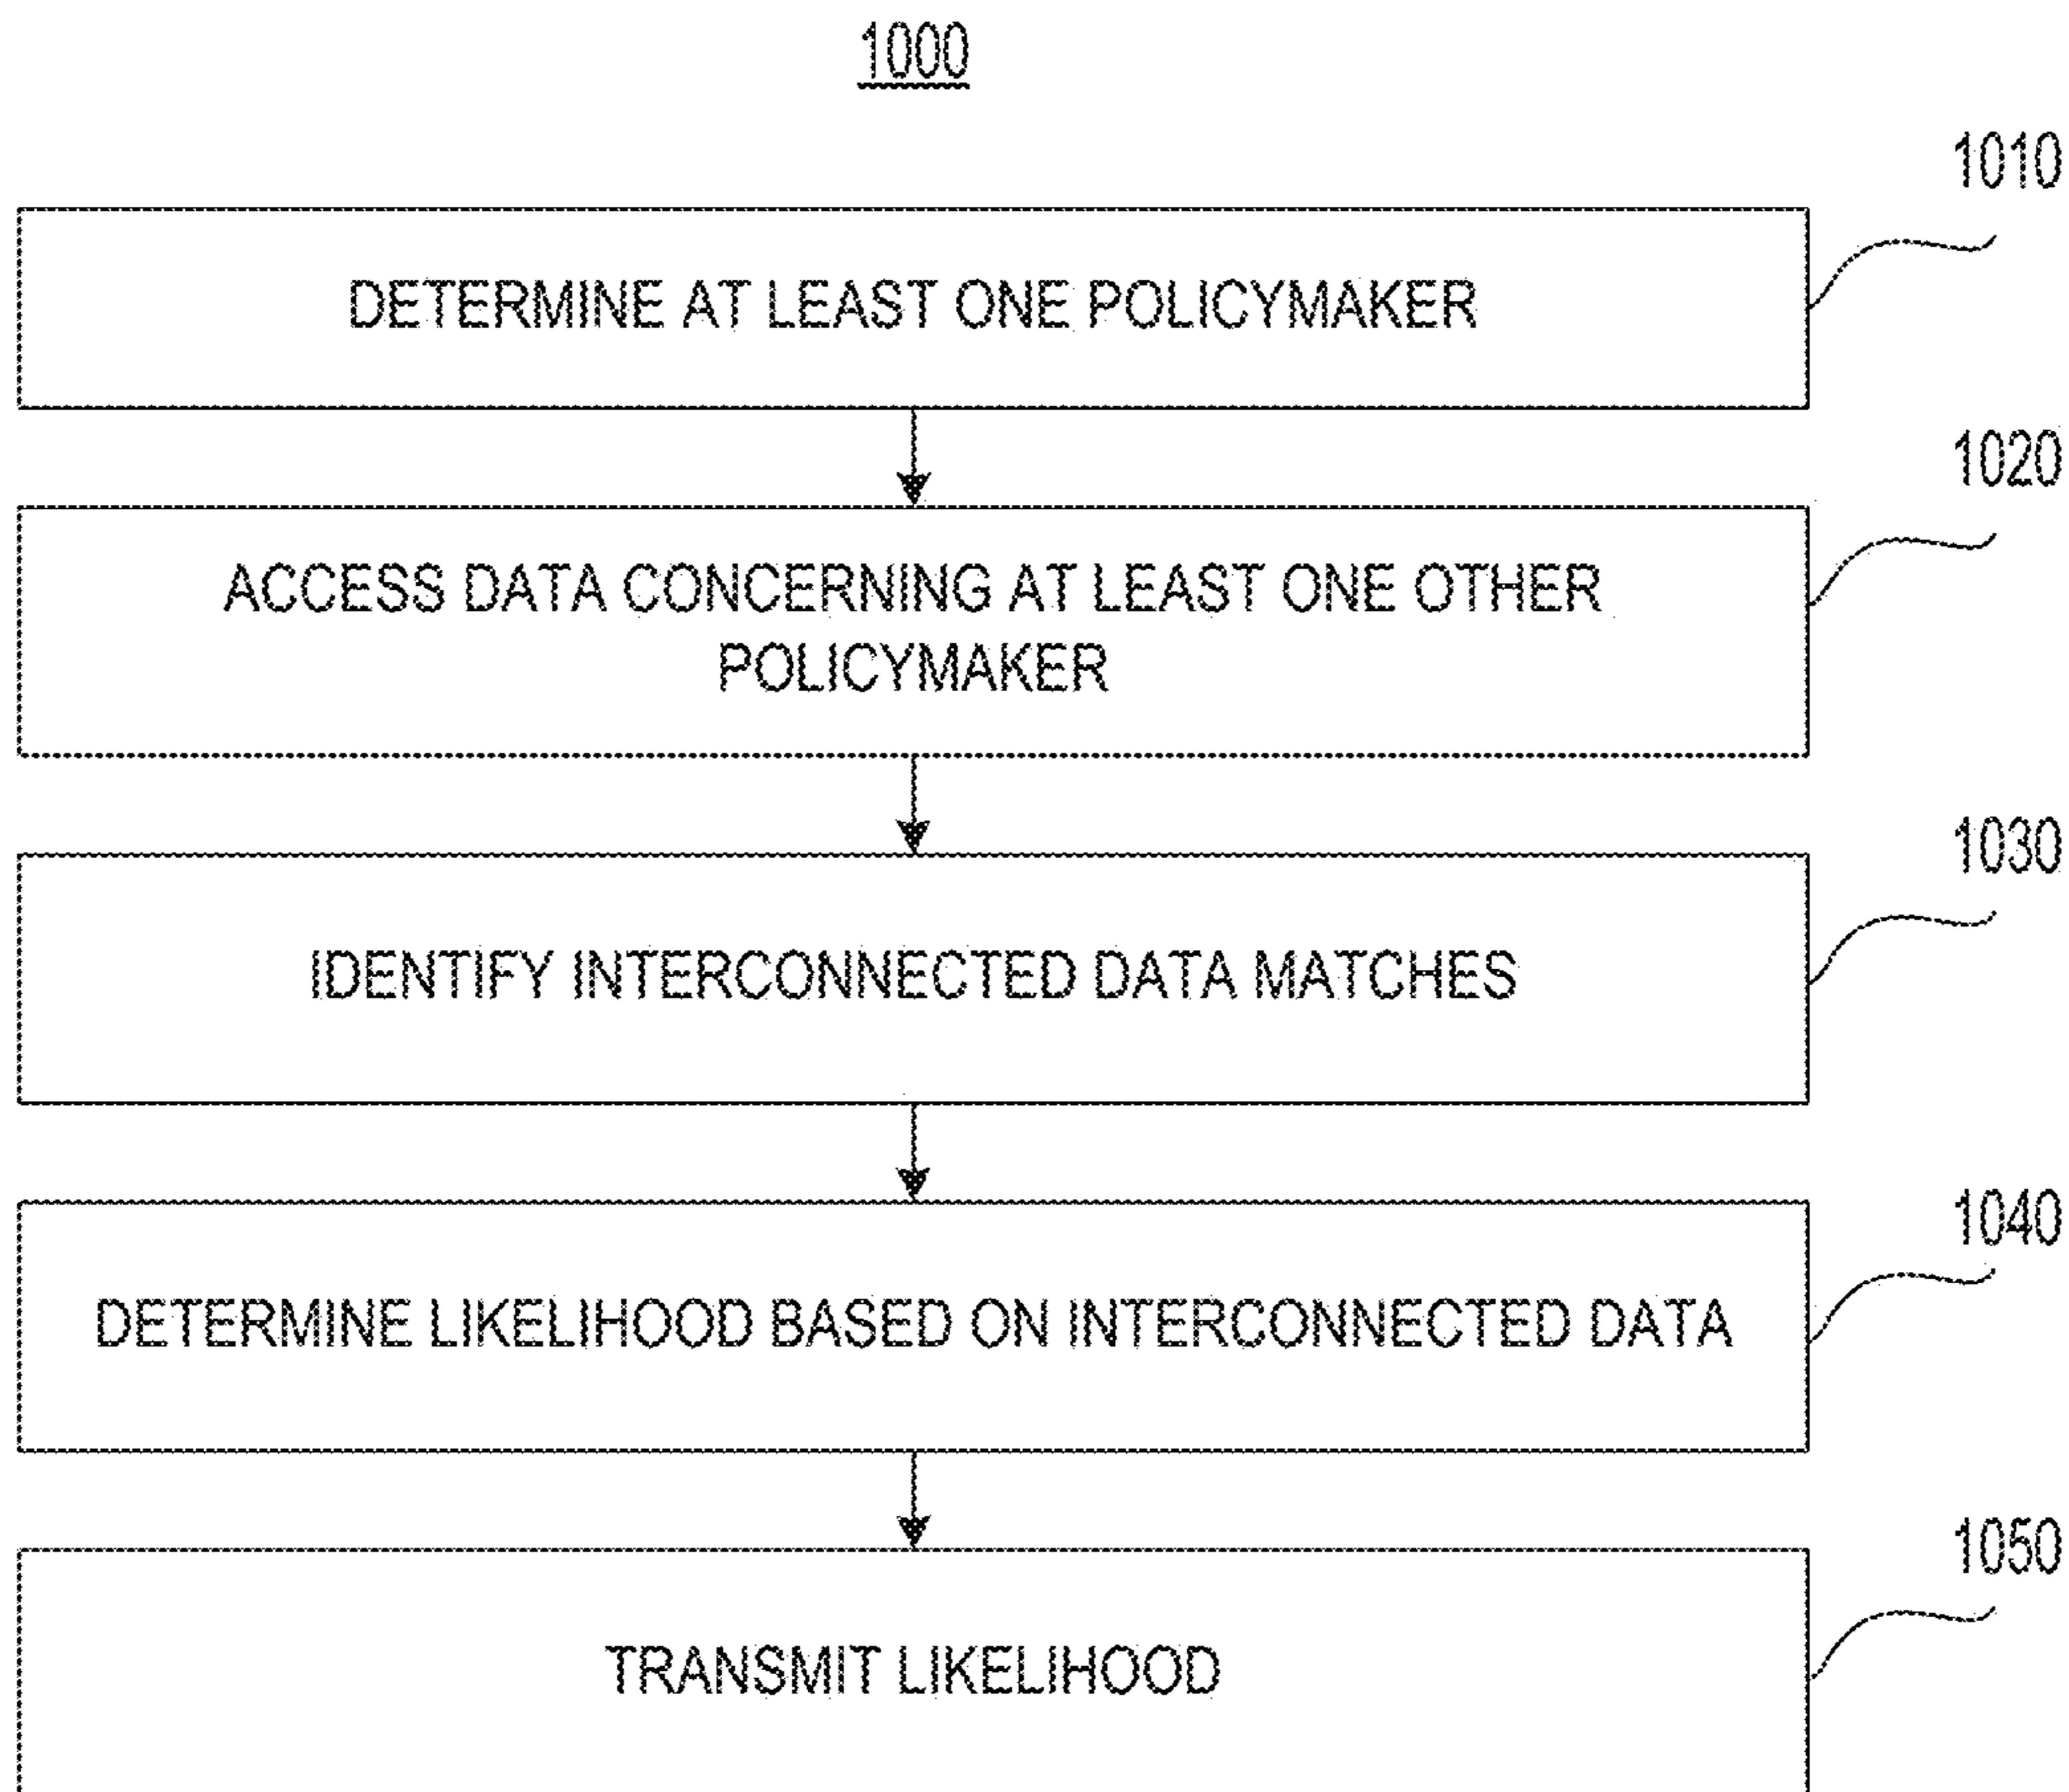 1000
1010
DETERMINE AT LEAST ONE POLICYMAKER
1020
ACCESS DATA CONCERNING AT LEAST ONE OTHER
POLICYMAKER
1030
IDENTIFY INTERCONNECTED DATA MATCHES
1040
DETERMINE LIKELIHOOD BASED ON INTERCONNECTED DATA
1050
TRANSMIT LIKELIHOOD